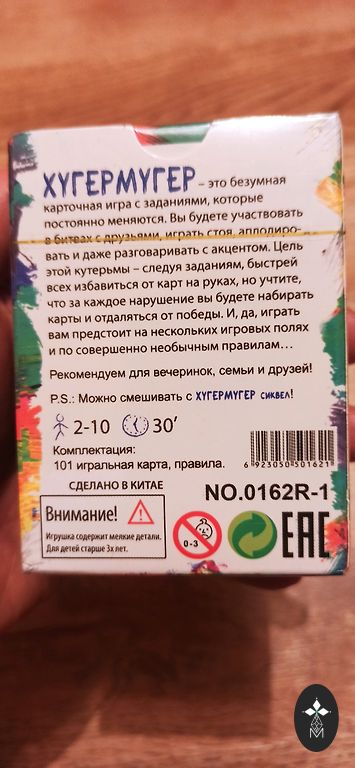 ХУГЕРМУГЕР – это безумная
карточная игра с заданиями, которые
постоянно меняются. Вы будете участвовать
в битвах с друзьями, играть стоя, апплодиро-
вать и даже разговаривать с акцентом. Цель
этой кутерьмы – следуя заданиям, быстрей
всех избавиться от карт на руках, но учтите,
что за каждое нарушение вы будете набирать
карты и отдаляться от победы. И, да, играть
вам предстоит на нескольких игровых полях
и по совершенно необычным правилам...
Рекомендуем для вечеринок, семьи и друзей!
P.S.: Можно смешивать с ХУГЕРМУГЕР СИКВЕЛ!
2-10 30'
Комплектация:
101 игральная карта, правила.
6923050501621
СДЕЛАНО В КИТАЕ
NO.0162R-1
Внимание!
Игрушка содержит мелкие детали.
Для детей старше 3х лет.
0-3
EAC
M